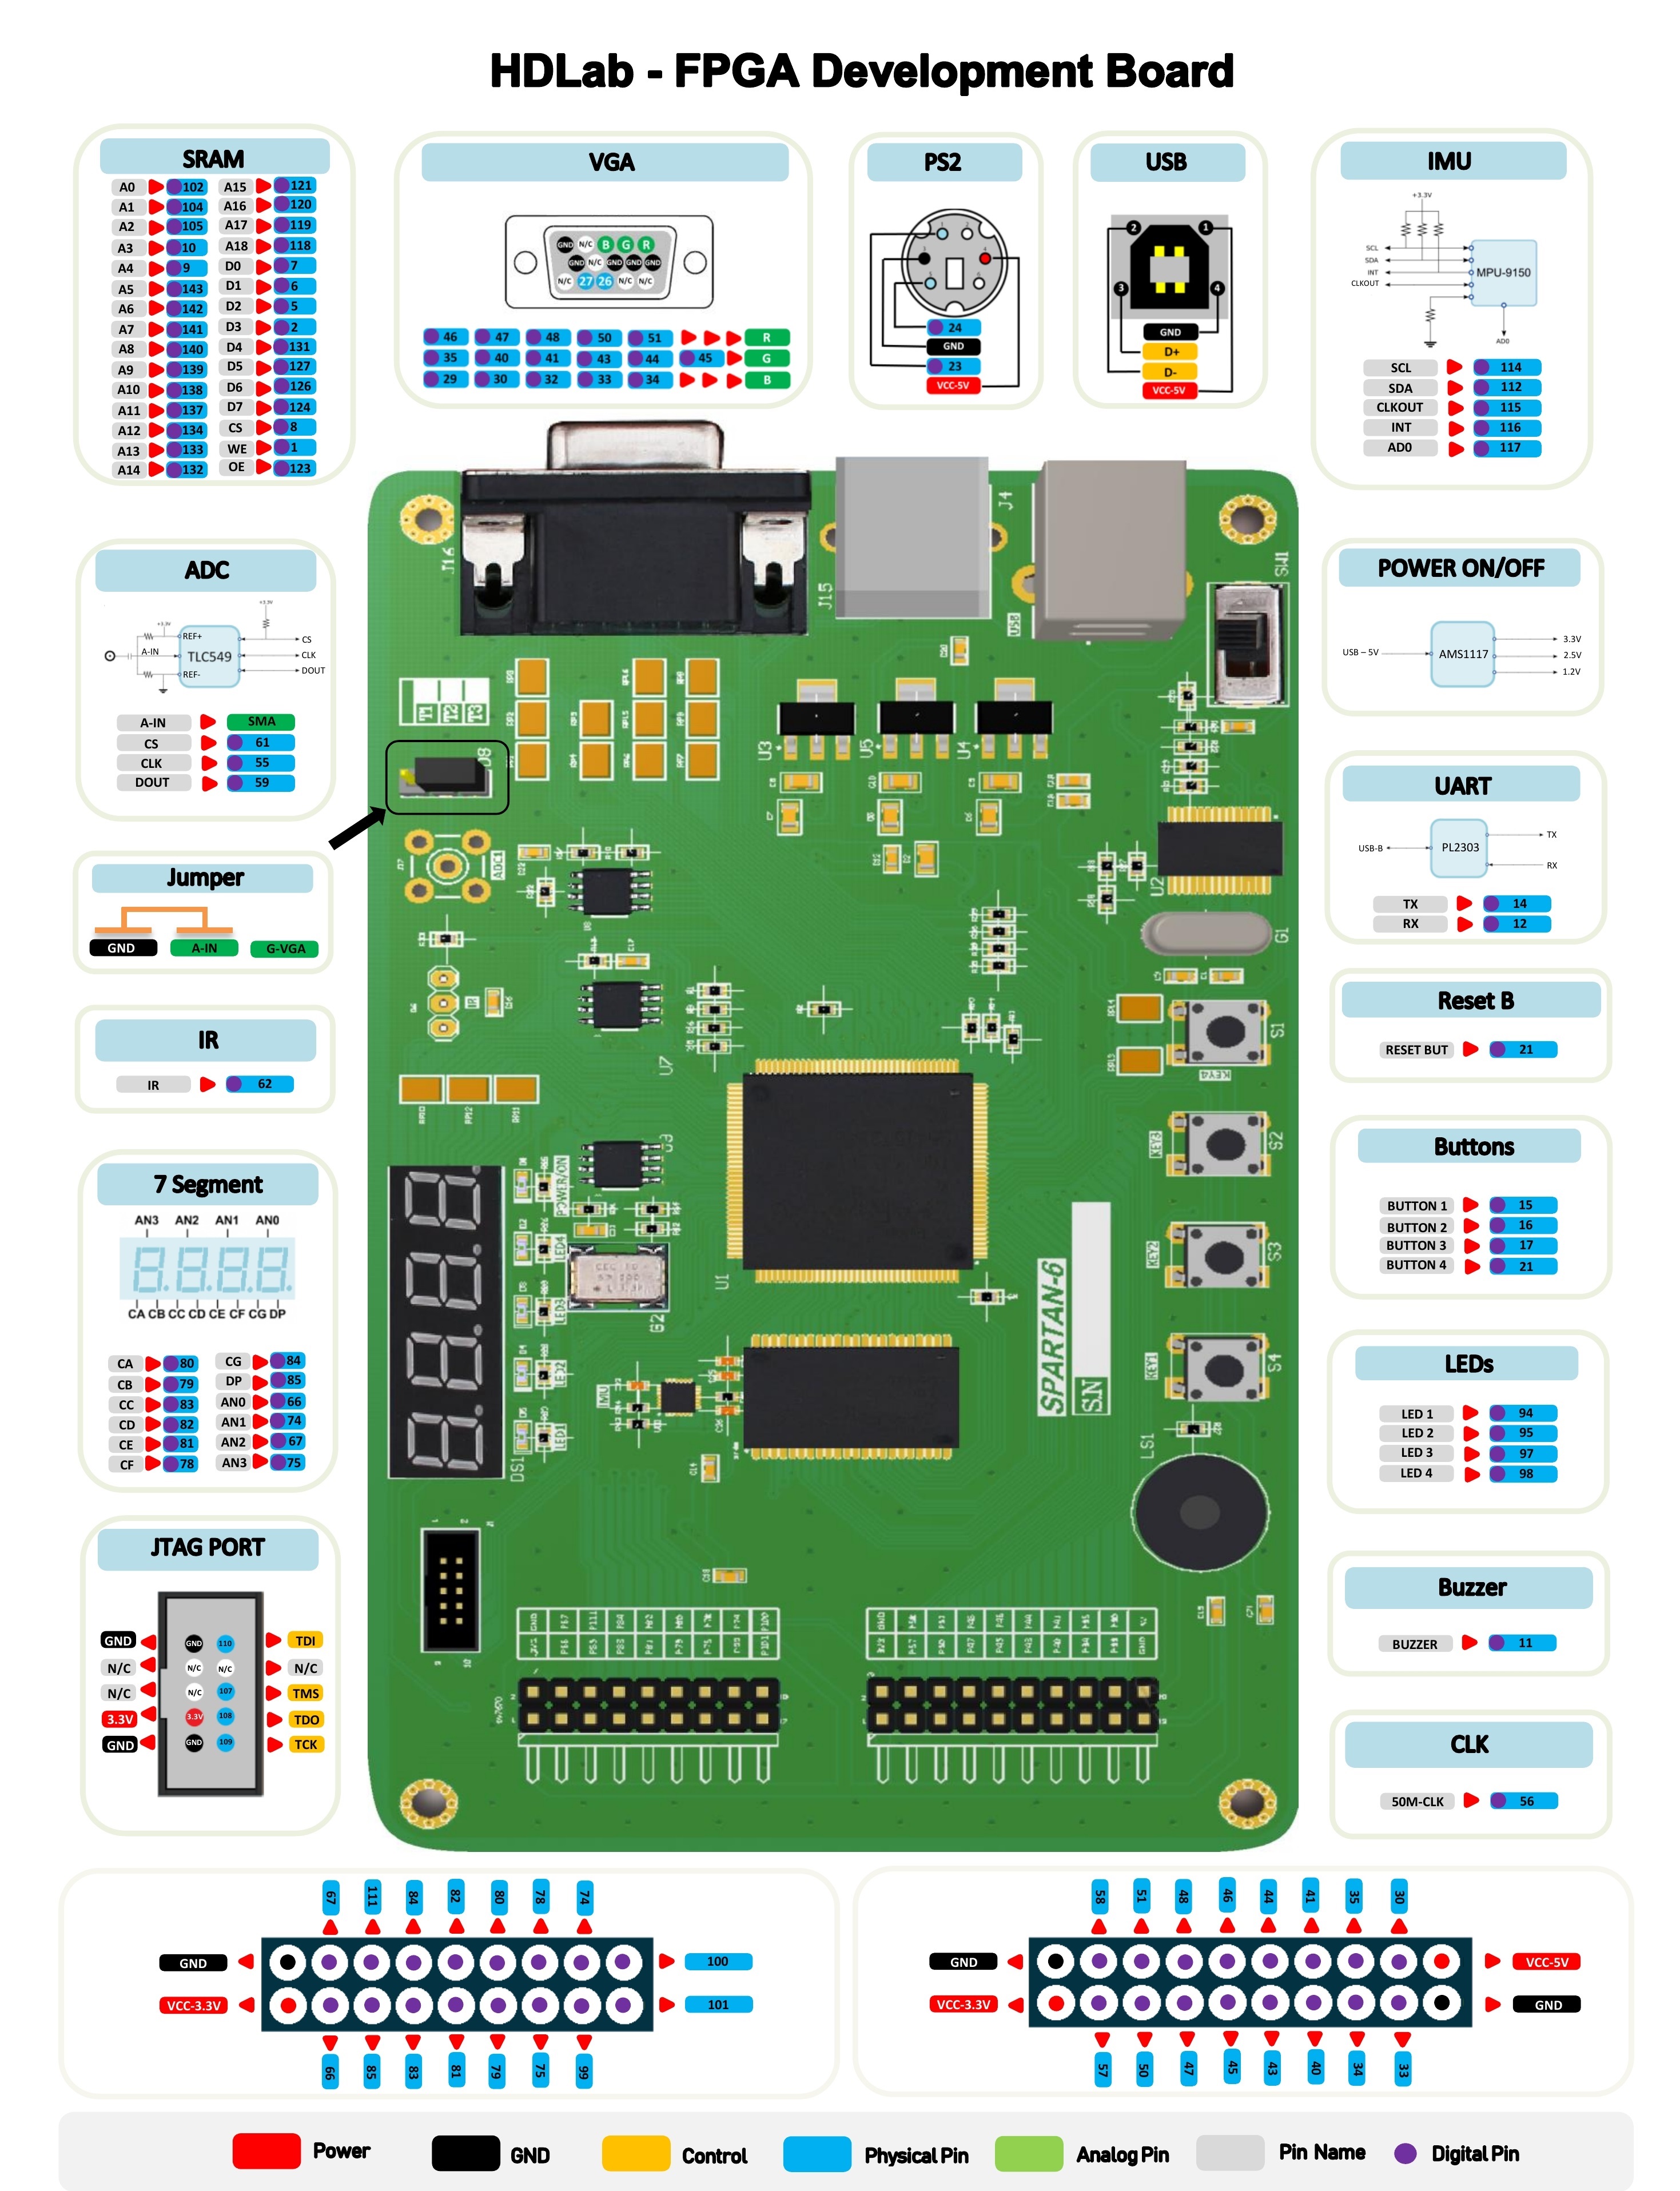 HDLab - FPGA Development Board
SRAM
A0 102 A15 121
A1 104 A16 120
A2 105 A17 119
A3 10 A18 118
A4 9 D0 7
A5 143 D1 6
A6 142 D2 5
A7 141 D3 2
A8 140 D4 131
A9 139 D5 127
A10 138 D6 126
A11 137 D7 124
A12 134 CS 8
A13 133 WE 1
A14 132 OE 123
VGA
GND N/C B G R
GND N/C GND GND GND
N/C 27 26 N/C N/C
46 47 48 50 51 R
35 40 41 43 44 45 G
29 30 32 33 34 B
PS2
24
GND
23
VCC-5V
USB
2 1
3 4
GND
D+
D-
VCC-5V
IMU
+3.3V
SCL
SDA
INT
CLKOUT
MPU-9150
AD0
SCL 114
SDA 112
CLKOUT 115
INT 116
AD0 117
ADC
+3.3V
+3.3V
REF+
A-IN
REF-
TLC549
CS
CLK
DOUT
A-IN SMA
CS 61
CLK 55
DOUT 59
POWER ON/OFF
USB – 5V
AMS1117
3.3V
2.5V
1.2V
Jumper
GND A-IN G-VGA
UART
USB-B
PL2303
TX
RX
TX 14
RX 12
IR
IR 62
Reset B
RESET BUT 21
7 Segment
AN3 AN2 AN1 AN0
CA CB CC CD CE CF CG DP
CA 80 CG 84
CB 79 DP 85
CC 83 AN0 66
CD 82 AN1 74
CE 81 AN2 67
CF 78 AN3 75
Buttons
BUTTON 1 15
BUTTON 2 16
BUTTON 3 17
BUTTON 4 21
LEDs
LED 1 94
LED 2 95
LED 3 97
LED 4 98
JTAG PORT
GND GND 110 TDI
N/C N/C N/C N/C
N/C N/C 107 TMS
3.3V 3.3V 108 TDO
GND GND 109 TCK
Buzzer
BUZZER 11
CLK
50M-CLK 56
J16
J15
J4
USB
SW1
T1
T2
T3
U3
U5
U4
ADC1
U2
G1
IR
U7
S1
KEY4
S2
KEY3
S3
KEY2
S4
KEY1
POWER/ON
LED4
LED3
LED2
LED1
G2
U1
IMU
DS1
SPARTAN-6
S.N
LS1
67 111 84 82 80 78 74
GND 100
VCC-3.3V 101
66 85 83 81 79 75 99
58 51 48 46 44 41 35 30
GND VCC-5V
VCC-3.3V GND
57 50 47 45 43 40 34 33
Power GND Control Physical Pin Analog Pin Pin Name Digital Pin